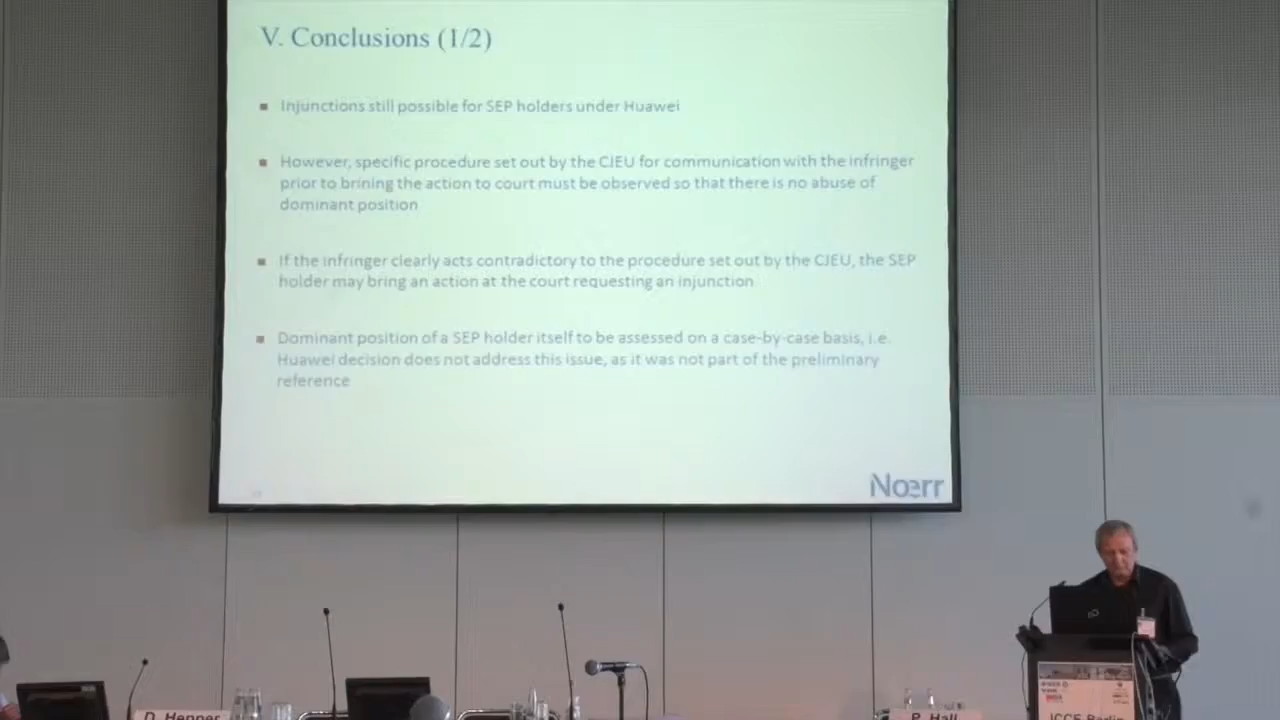 V. Conclusions (1/2)
Injunctions still possible for SEP holders under Huawei
However, specific procedure set out by the CJEU for communication with the infringer
prior to brining the action to court must be observed so that there is no abuse of
dominant position
If the infringer clearly acts contradictory to the procedure set out by the CJEU, the SEP
holder may bring an action at the court requesting an injunction
Dominant position of a SEP holder itself to be assessed on a case-by-case basis, i.e.
Huawei decision does not address this issue, as it was not part of the preliminary
reference
Noerr
D. Hepper
R. Hall
ICCE Berlin